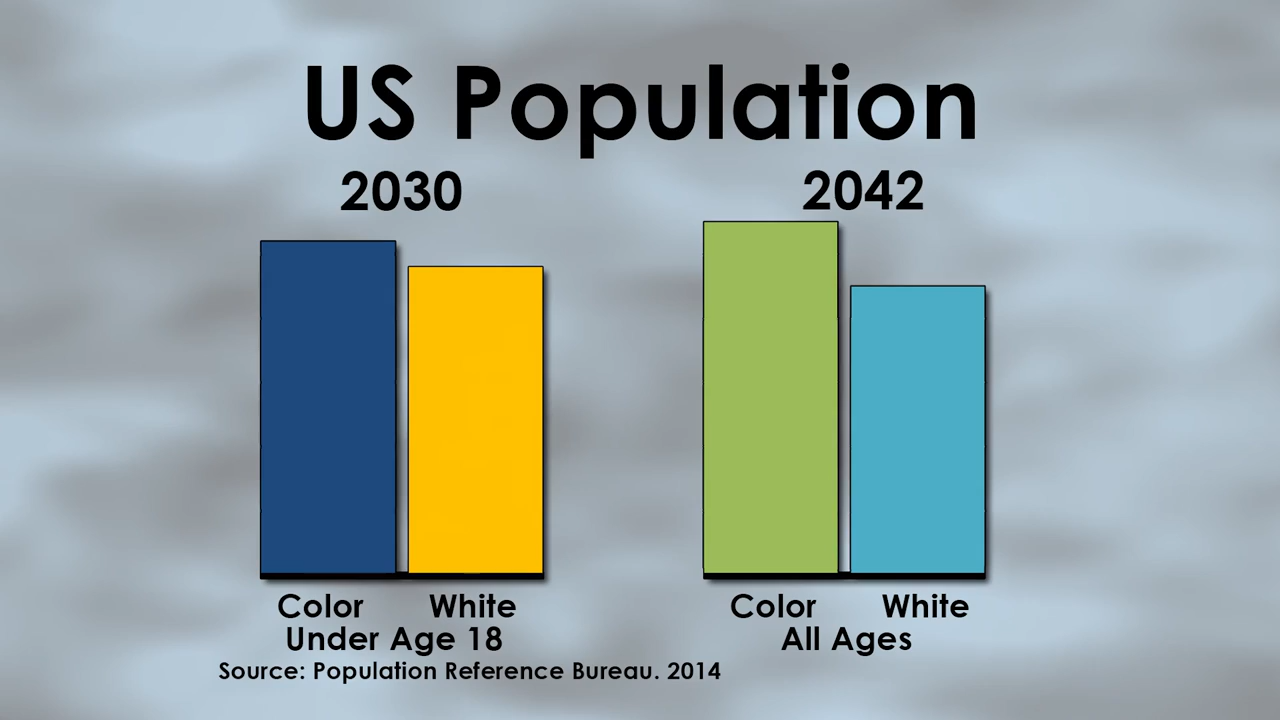 US Population
2030 2042
Color White Color White
Under Age 18 All Ages
Source: Population Reference Bureau. 2014